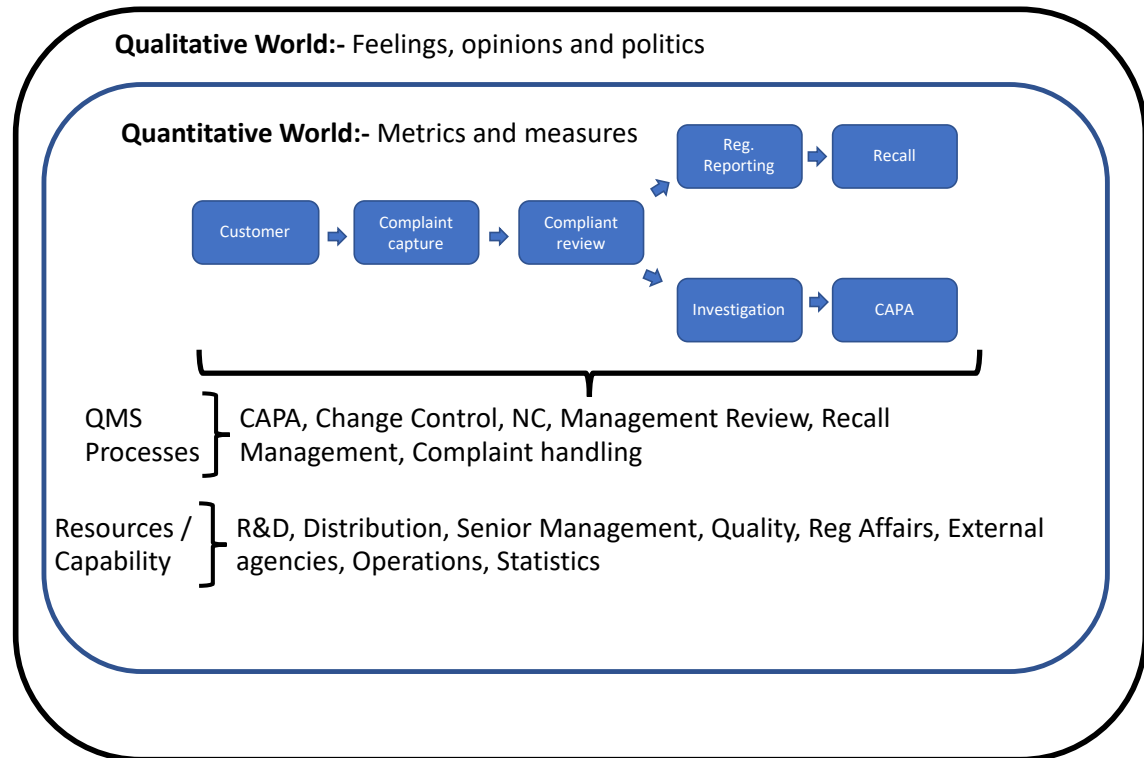 Qualitative World:- Feelings, opinions and politics
Quantitative World:- Metrics and measures
Reg.
Reporting
Recall
Customer
Complaint
capture
Compliant
review
Investigation
CAPA
QMS
Processes
CAPA, Change Control, NC, Management Review, Recall
Management, Complaint handling
Resources /
Capability
R&D, Distribution, Senior Management, Quality, Reg Affairs, External
agencies, Operations, Statistics